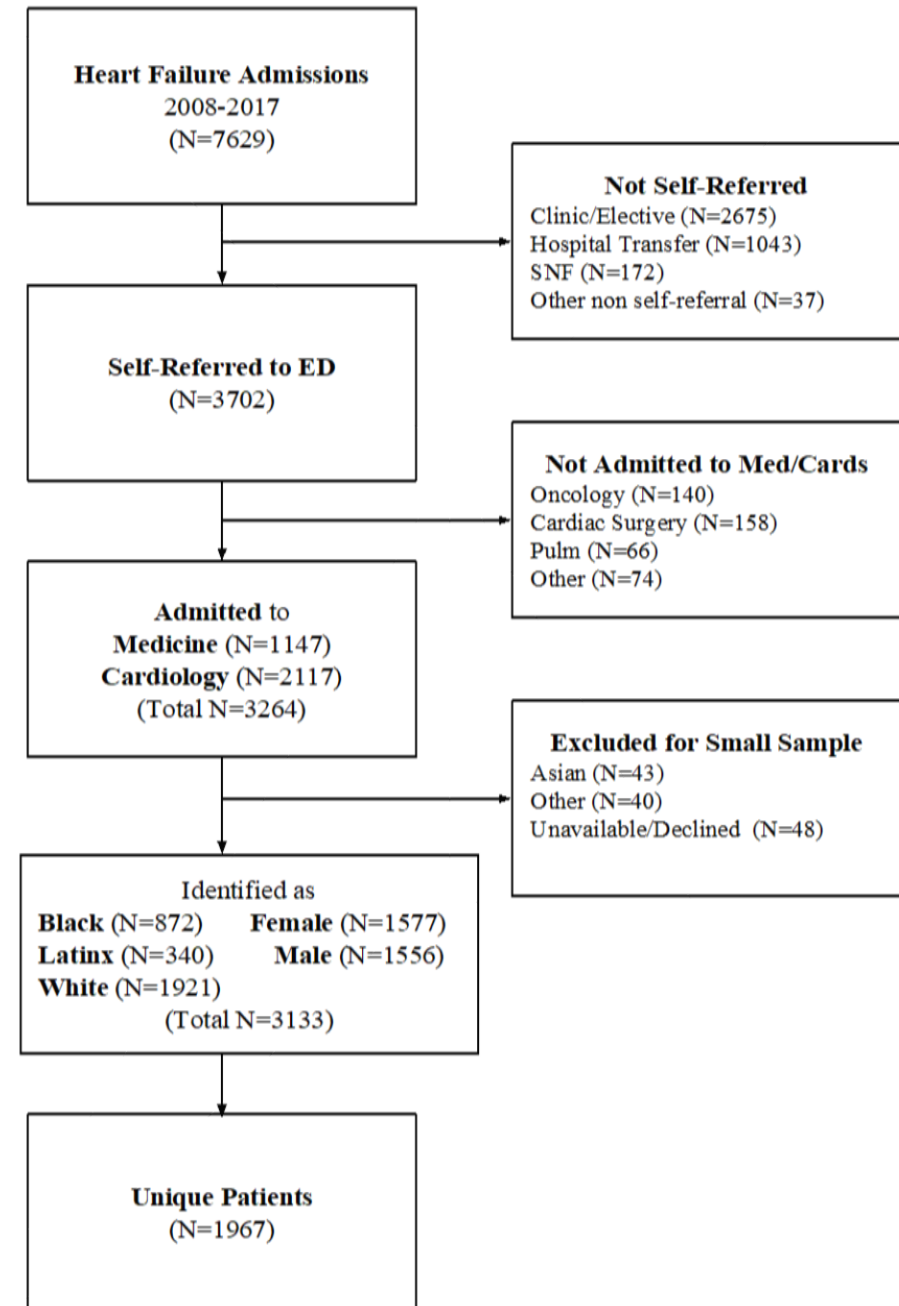 Heart Failure Admissions
2008-2017
(N=7629)
Not Self-Referred
Clinic/Elective (N=2675)
Hospital Transfer (N=1043)
SNF (N=172)
Other non self-referral (N=37)
Self-Referred to ED
(N=3702)
Not Admitted to Med/Cards
Oncology (N=140)
Cardiac Surgery (N=158)
Pulm (N=66)
Other (N=74)
Admitted to
Medicine (N=1147)
Cardiology (N=2117)
(Total N=3264)
Excluded for Small Sample
Asian (N=43)
Other (N=40)
Unavailable/Declined (N=48)
Identified as
Black (N=872) Female (N=1577)
Latinx (N=340) Male (N=1556)
White (N=1921)
(Total N=3133)
Unique Patients
(N=1967)